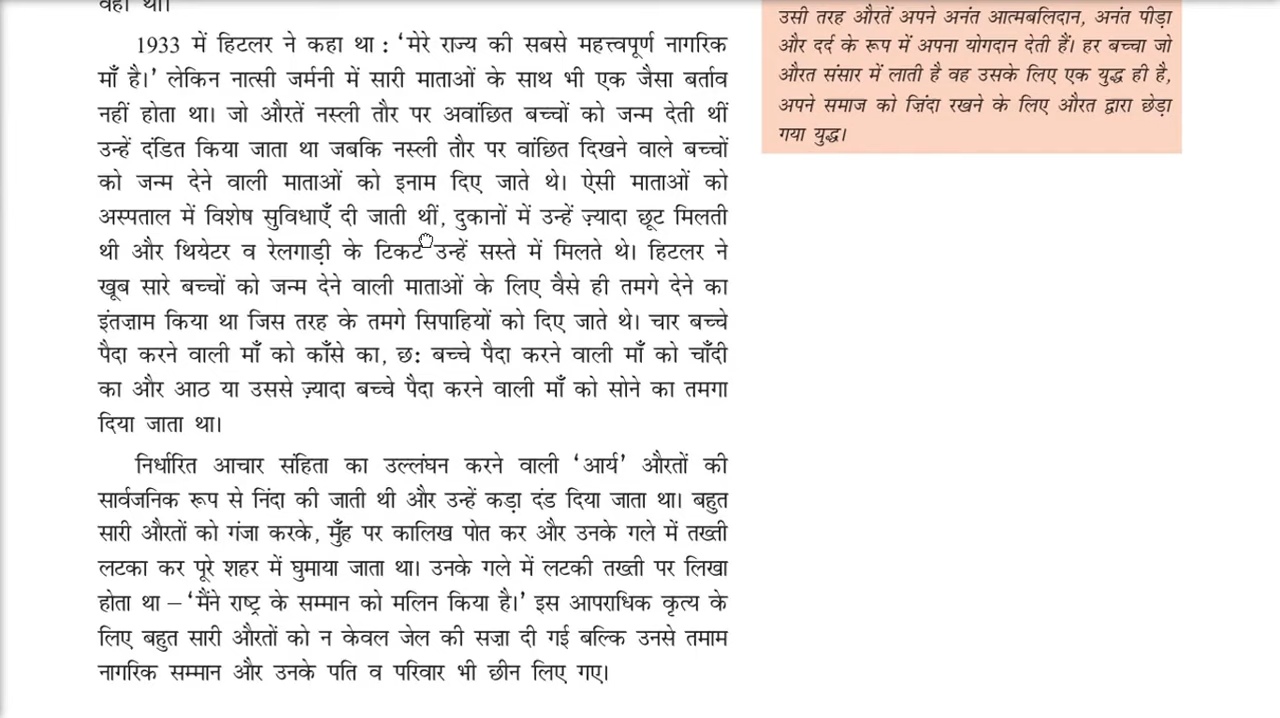 वही था।
1933 में हिटलर ने कहा था : ‘मेरे राज्य की सबसे महत्त्वपूर्ण नागरिक
माँ है।’ लेकिन नात्सी जर्मनी में सारी माताओं के साथ भी एक जैसा बर्ताव
नहीं होता था। जो औरतें नस्ली तौर पर अवांछित बच्चों को जन्म देती थीं
उन्हें दंडित किया जाता था जबकि नस्ली तौर पर वांछित दिखने वाले बच्चों
को जन्म देने वाली माताओं को इनाम दिए जाते थे। ऐसी माताओं को
अस्पताल में विशेष सुविधाएँ दी जाती थीं, दुकानों में उन्हें ज़्यादा छूट मिलती
थी और थियेटर व रेलगाड़ी के टिकट उन्हें सस्ते में मिलते थे। हिटलर ने
खूब सारे बच्चों को जन्म देने वाली माताओं के लिए वैसे ही तमगे देने का
इंतज़ाम किया था जिस तरह के तमगे सिपाहियों को दिए जाते थे। चार बच्चे
पैदा करने वाली माँ को काँसे का, छ: बच्चे पैदा करने वाली माँ को चाँदी
का और आठ या उससे ज़्यादा बच्चे पैदा करने वाली माँ को सोने का तमगा
दिया जाता था।
निर्धारित आचार संहिता का उल्लंघन करने वाली ‘आर्य’ औरतों की
सार्वजनिक रूप से निंदा की जाती थी और उन्हें कड़ा दंड दिया जाता था। बहुत
सारी औरतों को गंजा करके, मुँह पर कालिख पोत कर और उनके गले में तख्ती
लटका कर पूरे शहर में घुमाया जाता था। उनके गले में लटकी तख्ती पर लिखा
होता था – ‘मैंने राष्ट्र के सम्मान को मलिन किया है।’ इस आपराधिक कृत्य के
लिए बहुत सारी औरतों को न केवल जेल की सज़ा दी गई बल्कि उनसे तमाम
नागरिक सम्मान और उनके पति व परिवार भी छीन लिए गए।
उसी तरह औरतें अपने अनंत आत्मबलिदान, अनंत पीड़ा
और दर्द के रूप में अपना योगदान देती हैं। हर बच्चा जो
औरत संसार में लाती है वह उसके लिए एक युद्ध ही है,
अपने समाज को ज़िंदा रखने के लिए औरत द्वारा छेड़ा
गया युद्ध।